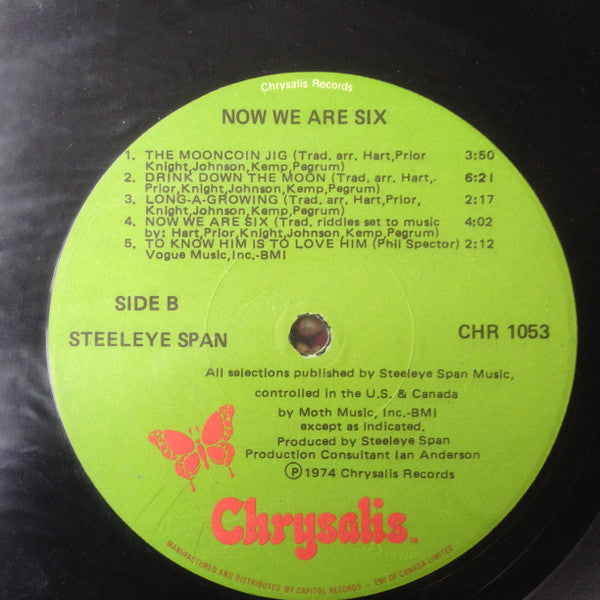 Chrysalis Records
NOW WE ARE SIX
1. THE MOONCOIN JIG (Trad. arr. Hart,Prior 3:50
Knight,Johnson,Kemp,Pegrum)
2. DRINK DOWN THE MOON (Trad. arr. Hart,. 6:21
Prior,Knight,Johnson,Kemp,Pegrum)
3. LONG-A-GROWING (Trad. arr. Hart,Prior, 2:17
Knight,Johnson,Kemp,Pegrum)
4. NOW WE ARE SIX (Trad. riddles set to music 4:02
by: Hart,Prior,Knight,Johnson,Kemp,Pegrum)
5. TO KNOW HIM IS TO LOVE HIM (Phil Spector) 2:12
Vogue Music,Inc.-BMI
SIDE B
STEELEYE SPAN
CHR 1053
All selections published by Steeleye Span Music,
controlled in the U.S. & Canada
by Moth Music, Inc.-BMI
except as indicated.
Produced by Steeleye Span
Production Consultant Ian Anderson
Ⓟ1974 Chrysalis Records
Chrysalis™
MANUFACTURED AND DISTRIBUTED BY CAPITOL RECORDS - EMI OF CANADA LIMITED